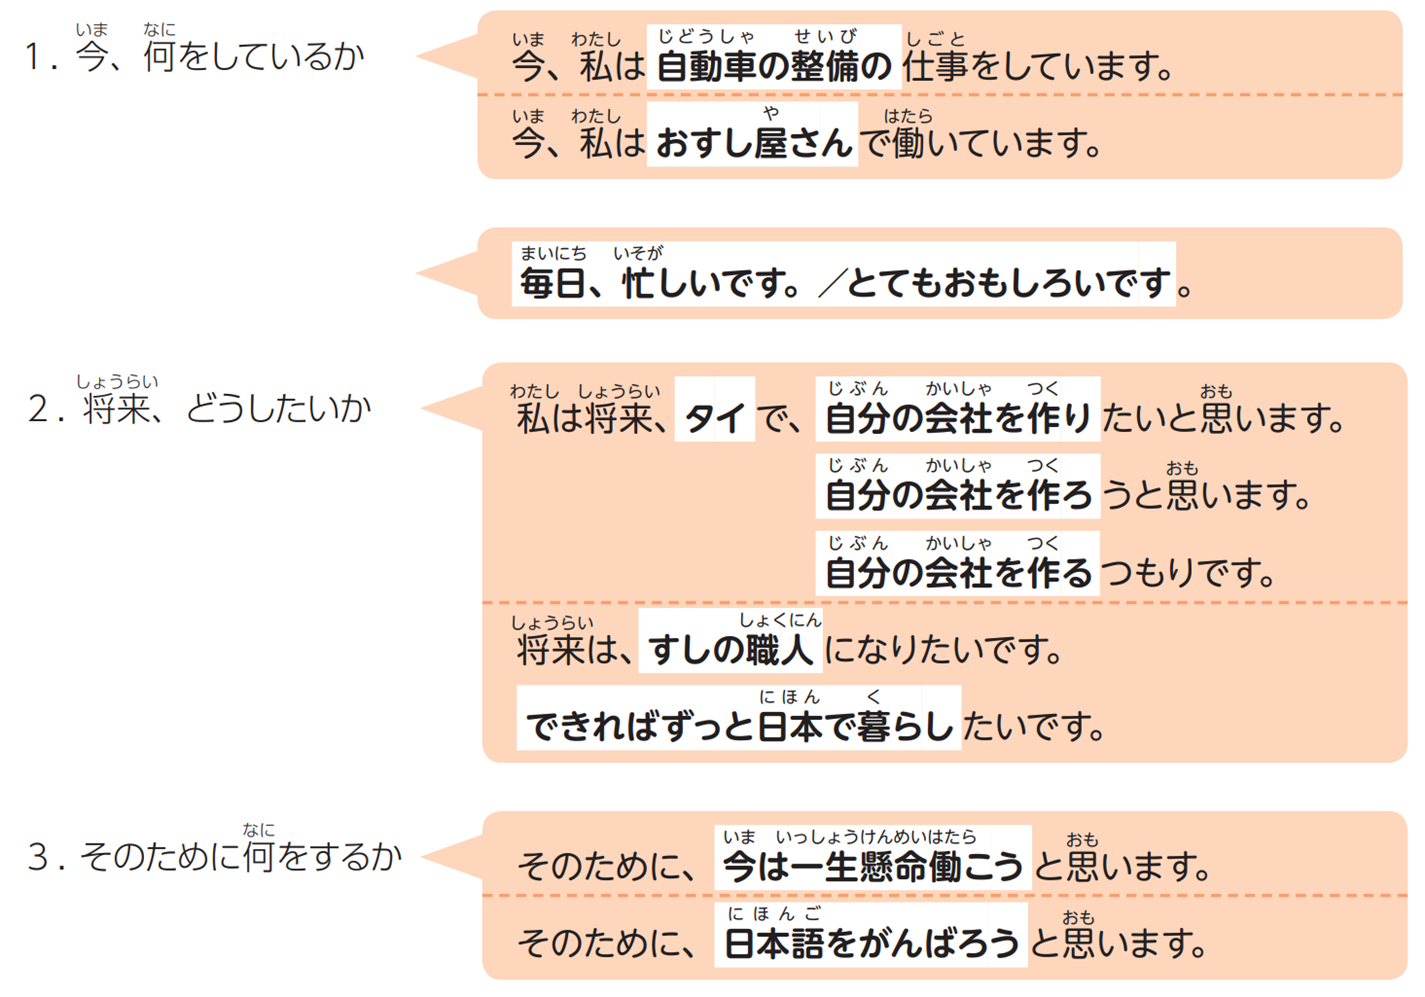 1. 今、何をしているか
今、私は自動車の整備の仕事をしています。
今、私はおすし屋さんで働いています。
毎日、忙しいです。／とてもおもしろいです。
2. 将来、どうしたいか
私は将来、タイで、自分の会社を作りたいと思います。
自分の会社を作ろうと思います。
自分の会社を作るつもりです。
将来は、すしの職人になりたいです。
できればずっと日本で暮らしたいです。
3. そのために何をするか
そのために、今は一生懸命働こうと思います。
そのために、日本語をがんばろうと思います。